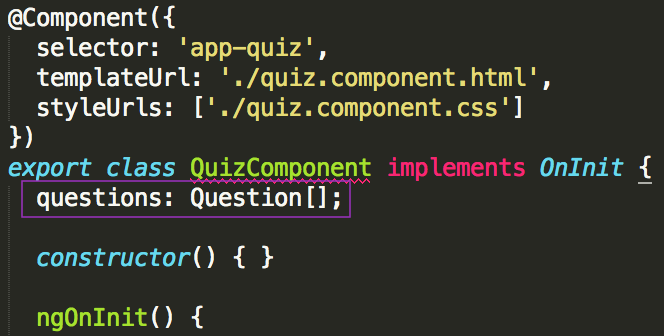 @Component({
  selector: 'app-quiz',
  templateUrl: './quiz.component.html',
  styleUrls: ['./quiz.component.css']
})
export class QuizComponent implements OnInit {
  questions: Question[];
  constructor() { }
  ngOnInit() {